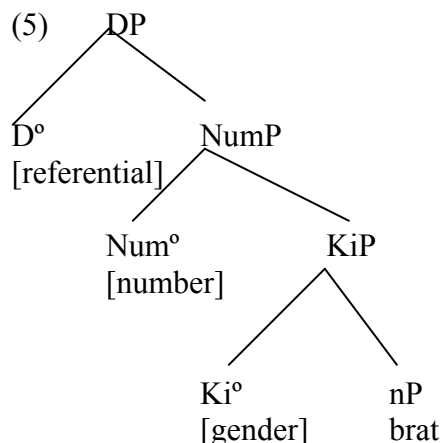 (5) DP
Dº NumP
[referential]
Numº KiP
[number]
Kiº nP
[gender] brat